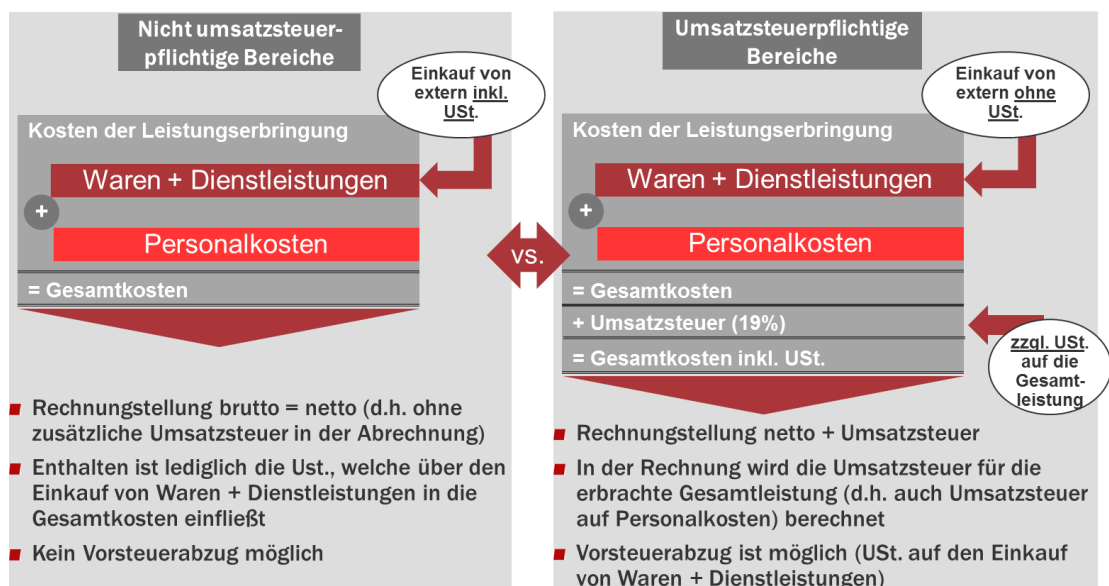 Nicht umsatzsteuer-
pflichtige Bereiche
Einkauf von
extern inkl.
USt.
Kosten der Leistungserbringung
Waren + Dienstleistungen
+
Personalkosten
= Gesamtkosten
Rechnungstellung brutto = netto (d.h. ohne
zusätzliche Umsatzsteuer in der Abrechnung)
Enthalten ist lediglich die Ust., welche über den
Einkauf von Waren + Dienstleistungen in die
Gesamtkosten einfließt
Kein Vorsteuerabzug möglich
vs.
Umsatzsteuerpflichtige
Bereiche
Einkauf von
extern ohne
USt.
Kosten der Leistungserbringung
Waren + Dienstleistungen
+
Personalkosten
= Gesamtkosten
+ Umsatzsteuer (19%)
= Gesamtkosten inkl. USt.
zzgl. USt.
auf die
Gesamt-
leistung
Rechnungstellung netto + Umsatzsteuer
In der Rechnung wird die Umsatzsteuer für die
erbrachte Gesamtleistung (d.h. auch Umsatzsteuer
auf Personalkosten) berechnet
Vorsteuerabzug ist möglich (USt. auf den Einkauf
von Waren + Dienstleistungen)